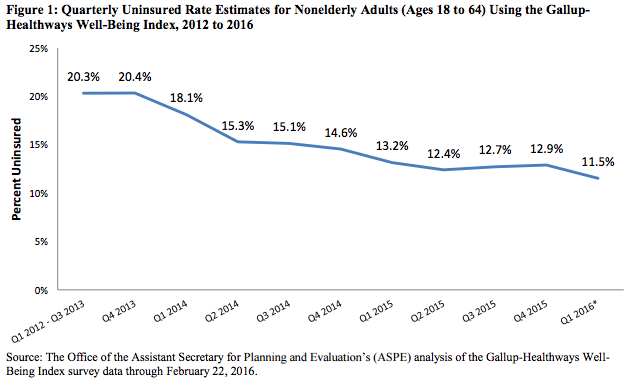 Figure 1: Quarterly Uninsured Rate Estimates for Nonelderly Adults (Ages 18 to 64) Using the Gallup-
Healthways Well-Being Index, 2012 to 2016
25%
20%
15%
10%
5%
0%
Percent Uninsured
20.3%
20.4%
18.1%
15.3%
15.1%
14.6%
13.2%
12.4%
12.7%
12.9%
11.5%
Q1 2012 - Q3 2013
Q4 2013
Q1 2014
Q2 2014
Q3 2014
Q4 2014
Q1 2015
Q2 2015
Q3 2015
Q4 2015
Q1 2016*
Source: The Office of the Assistant Secretary for Planning and Evaluation's (ASPE) analysis of the Gallup-Healthways Well-
Being Index survey data through February 22, 2016.